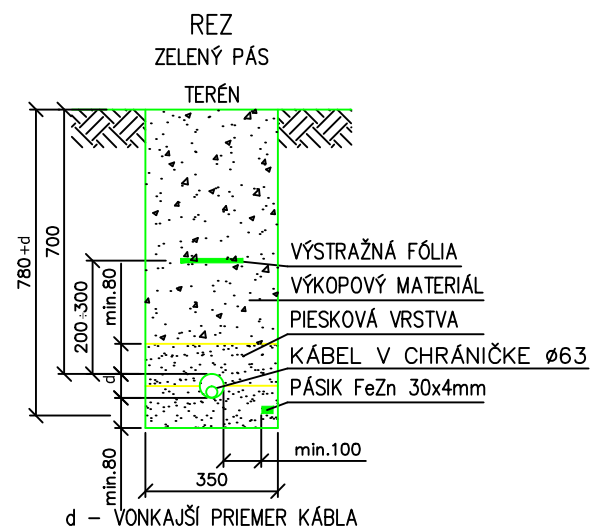 REZ
ZELENÝ PÁS
TERÉN
780+d
700
200÷300
min.80
d
min.80
VÝSTRAŽNÁ FÓLIA
VÝKOPOVÝ MATERIÁL
PIESKOVÁ VRSTVA
KÁBEL V CHRÁNIČKE ø63
PÁSIK FeZn 30x4mm
min.100
350
d – VONKAJŠÍ PRIEMER KÁBLA